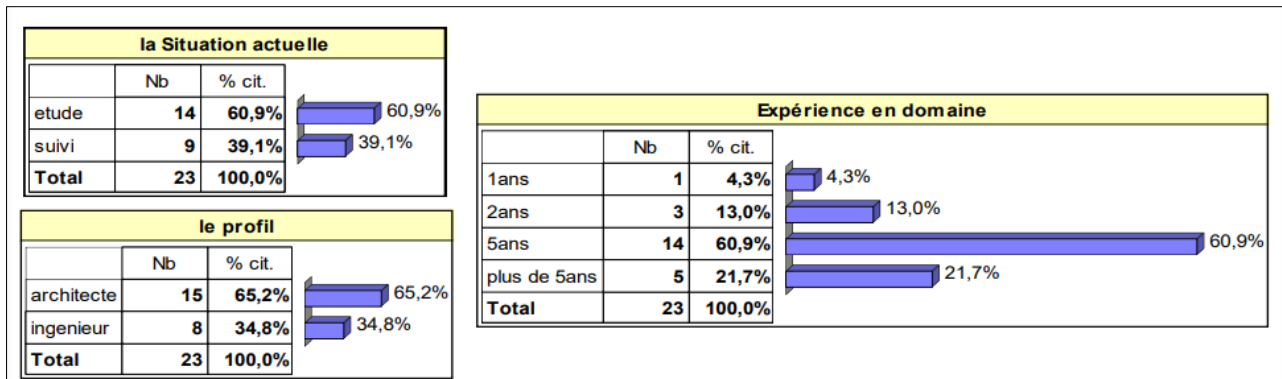 la Situation actuelle
Nb % cit.
etude 14 60,9% 60,9%
suivi 9 39,1% 39,1%
Total 23 100,0%
le profil
Nb % cit.
architecte 15 65,2% 65,2%
ingenieur 8 34,8% 34,8%
Total 23 100,0%
Expérience en domaine
Nb % cit.
1ans 1 4,3% 4,3%
2ans 3 13,0% 13,0%
5ans 14 60,9% 60,9%
plus de 5ans 5 21,7% 21,7%
Total 23 100,0%